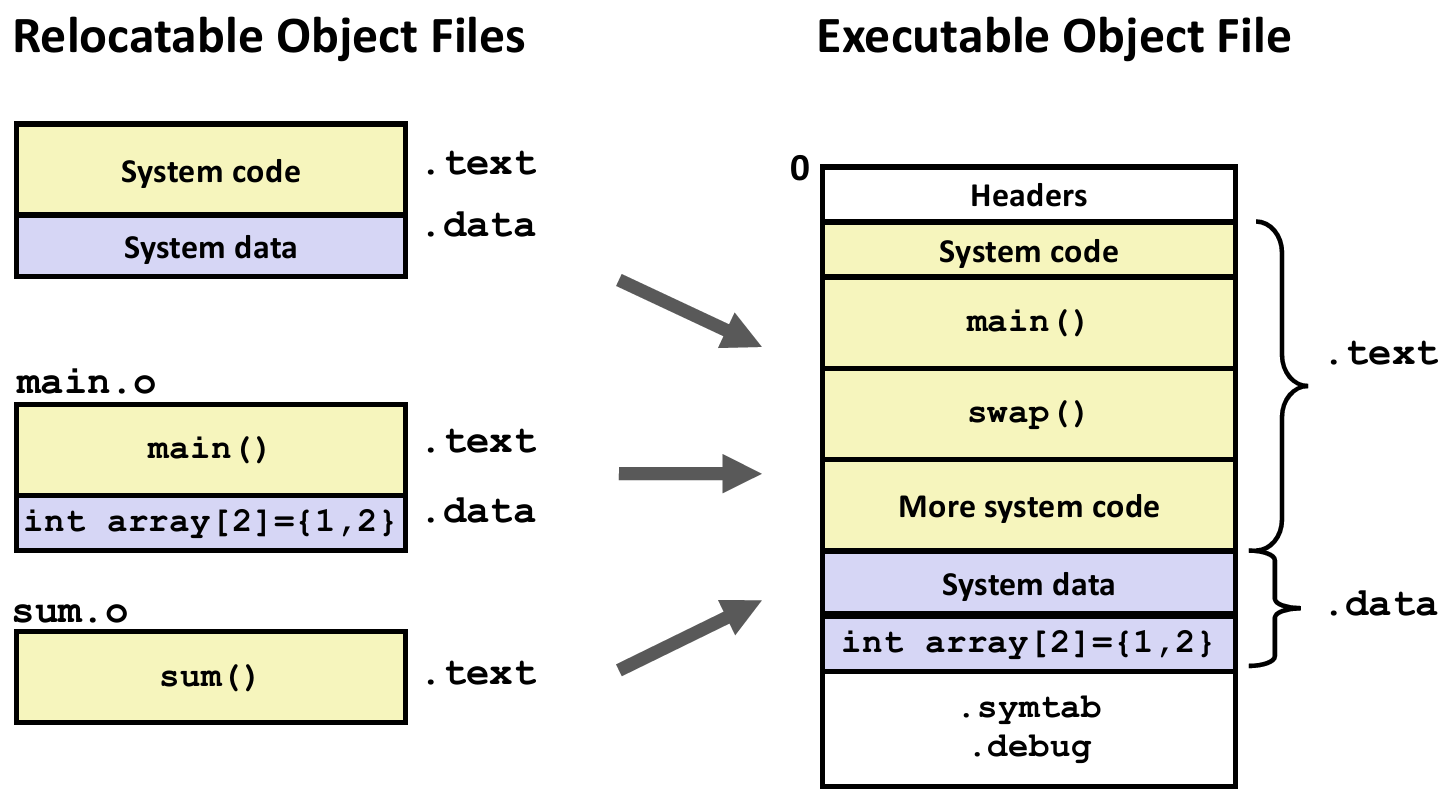 Relocatable Object Files
System code
.text
System data
.data
main.o
main()
.text
int array[2]={1,2}
.data
sum.o
sum()
.text
Executable Object File
0
Headers
System code
main()
swap()
More system code
.text
System data
int array[2]={1,2}
.data
.symtab
.debug